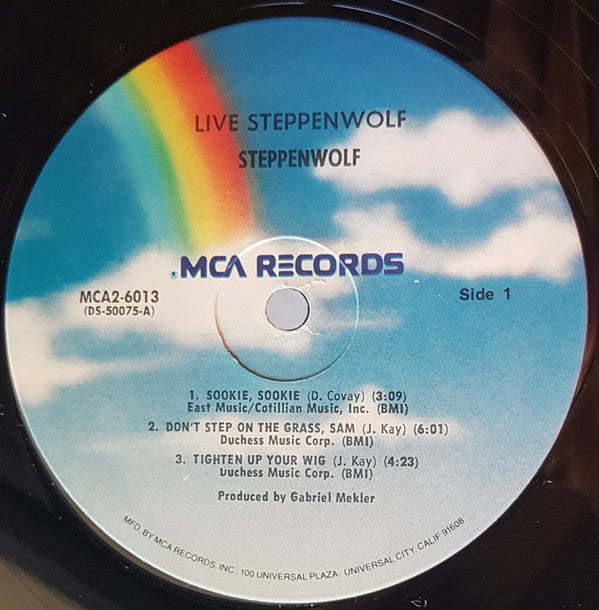 LIVE STEPPENWOLF
STEPPENWOLF
® MCA RECORDS
MCA2-6013
(DS-50075-A)
Side 1
1. SOOKIE, SOOKIE (D. Covay) (3:09)
East Music/Cotillian Music, Inc. (BMI)
2. DON'T STEP ON THE GRASS, SAM (J. Kay) (6:01)
Duchess Music Corp. (BMI)
3. TIGHTEN UP YOUR WIG (J. Kay) (4:23)
Duchess Music Corp. (BMI)
Produced by Gabriel Mekler
MFD. BY MCA RECORDS, INC., 100 UNIVERSAL PLAZA, UNIVERSAL CITY, CALIF 91608